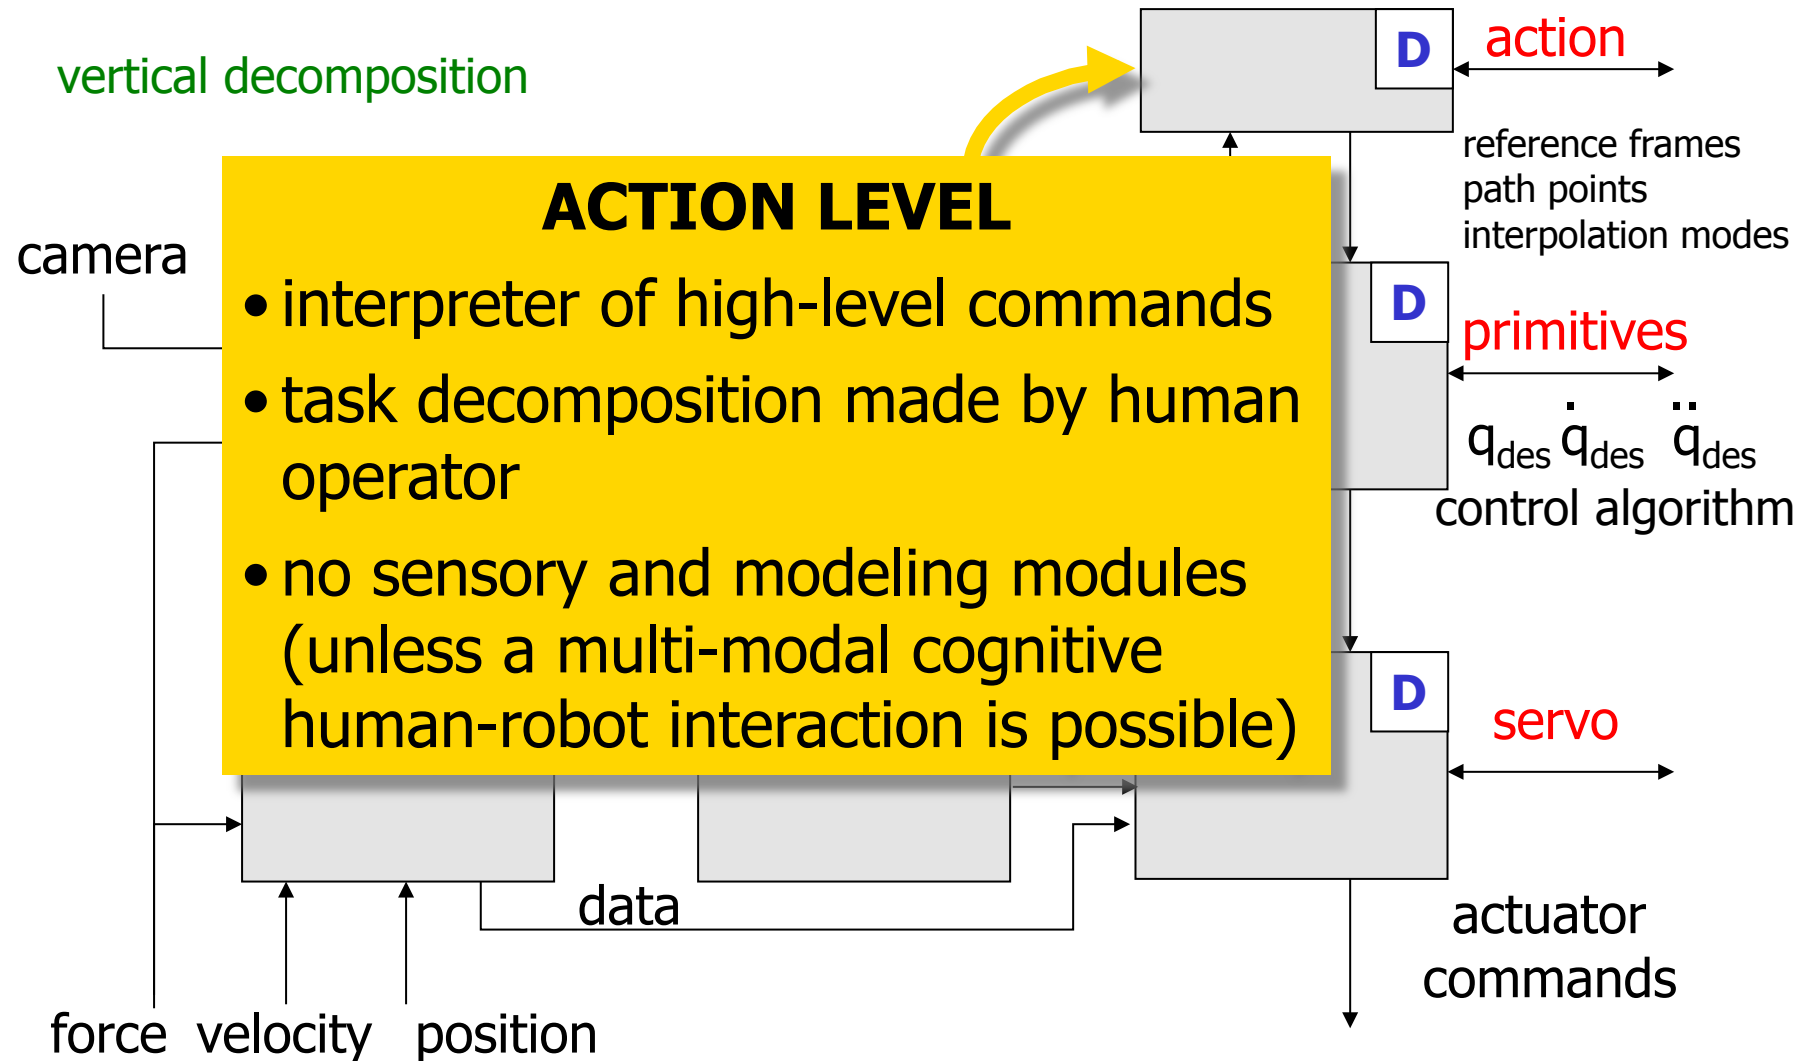 vertical decomposition
D
action
reference frames
path points
interpolation modes
ACTION LEVEL
• interpreter of high-level commands
• task decomposition made by human
operator
• no sensory and modeling modules
(unless a multi-modal cognitive
human-robot interaction is possible)
camera
D
primitives
q_des q̇_des q̈_des
control algorithm
D
servo
data
actuator
commands
force velocity position